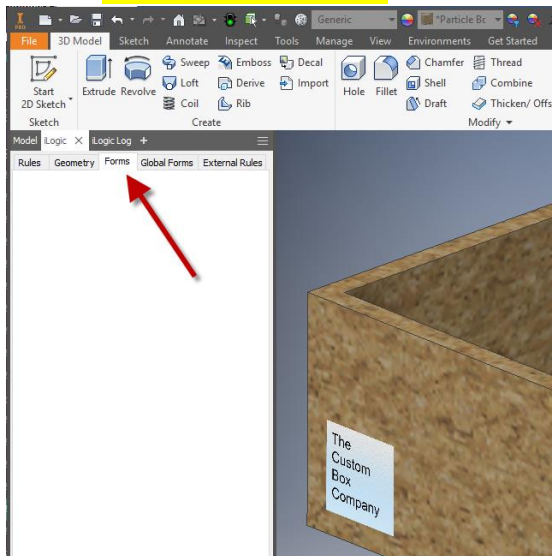 PRO
Generic
*Particle Bc
File 3D Model Sketch Annotate Inspect Tools Manage View Environments Get Started
Sweep Emboss Decal Chamfer Thread
Start Extrude Revolve Loft Derive Import Hole Fillet Shell Combine
2D Sketch Coil Rib Draft Thicken/ Offs
Sketch Create Modify
Model iLogic × iLogic Log +
Rules Geometry Forms Global Forms External Rules
The
Custom
Box
Company